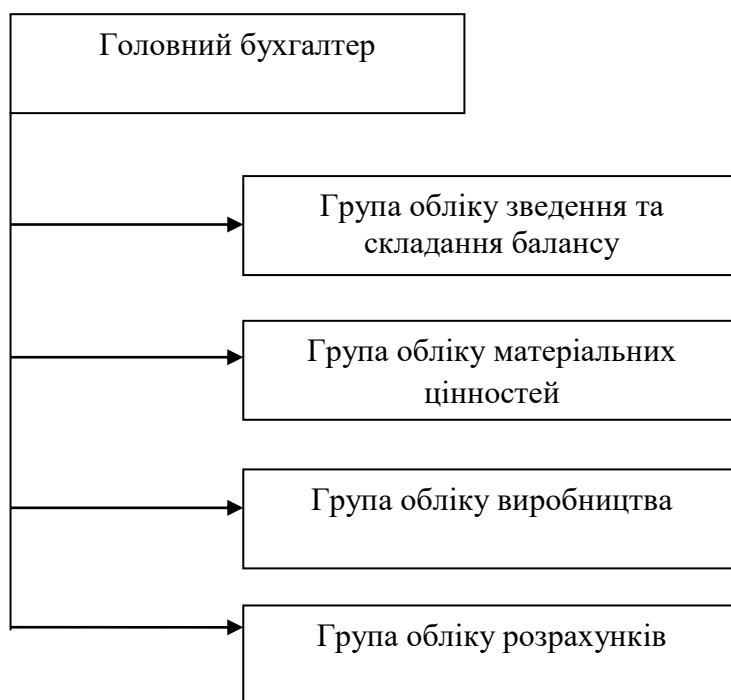 Головний бухгалтер
Група обліку зведення та
складання балансу
Група обліку матеріальних
цінностей
Група обліку виробництва
Група обліку розрахунків